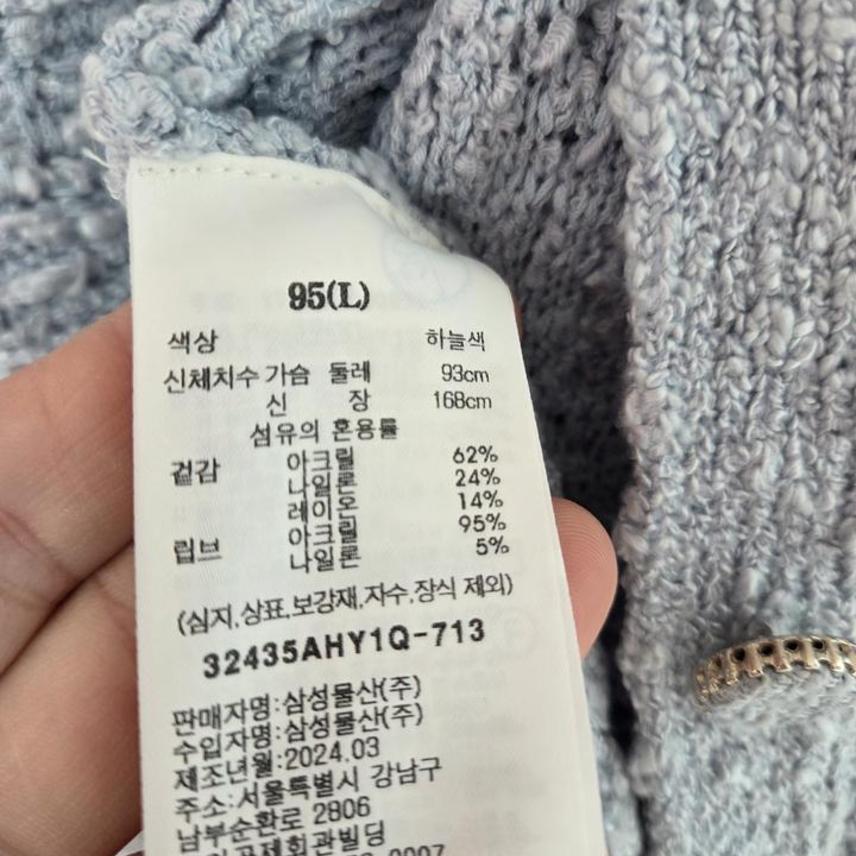 95(L)
색상 하늘색
신체치수 가슴 둘레 93cm
신 장 168cm
섬유의 혼용률
겉감 아크릴 62%
나일론 24%
레이온 14%
립브 아크릴 95%
나일론 5%
(심지,상표,보강재,자수,장식 제외)
32435AHY1Q-713
판매자명:삼성물산(주)
수입자명:삼성물산(주)
제조년월:2024.03
주소:서울특별시 강남구
남부순환로 2806